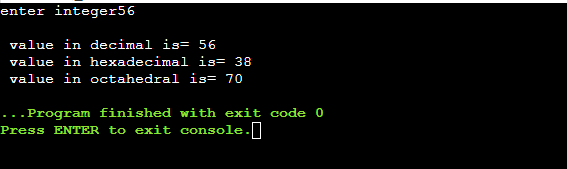 enter integer56
value in decimal is= 56
value in hexadecimal is= 38
value in octahedral is= 70
...Program finished with exit code 0
Press ENTER to exit console.